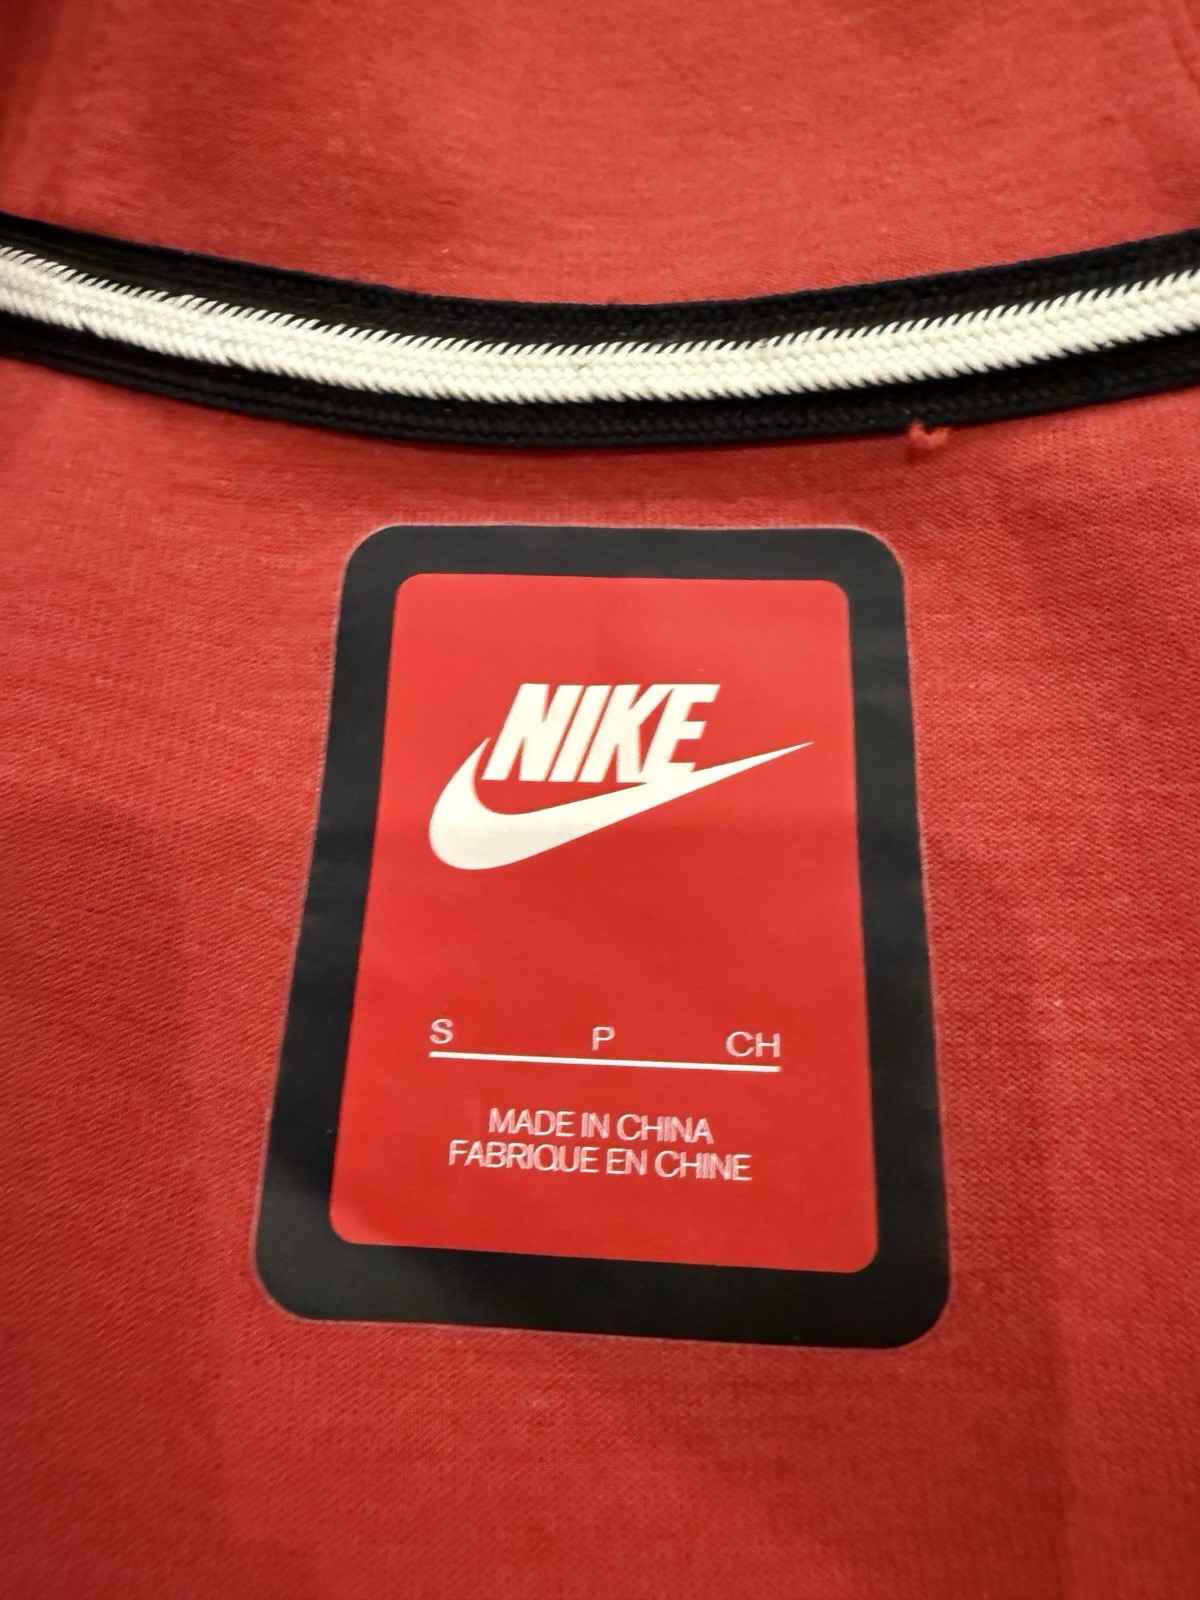 NIKE
S P CH
MADE IN CHINA
FABRIQUE EN CHINE